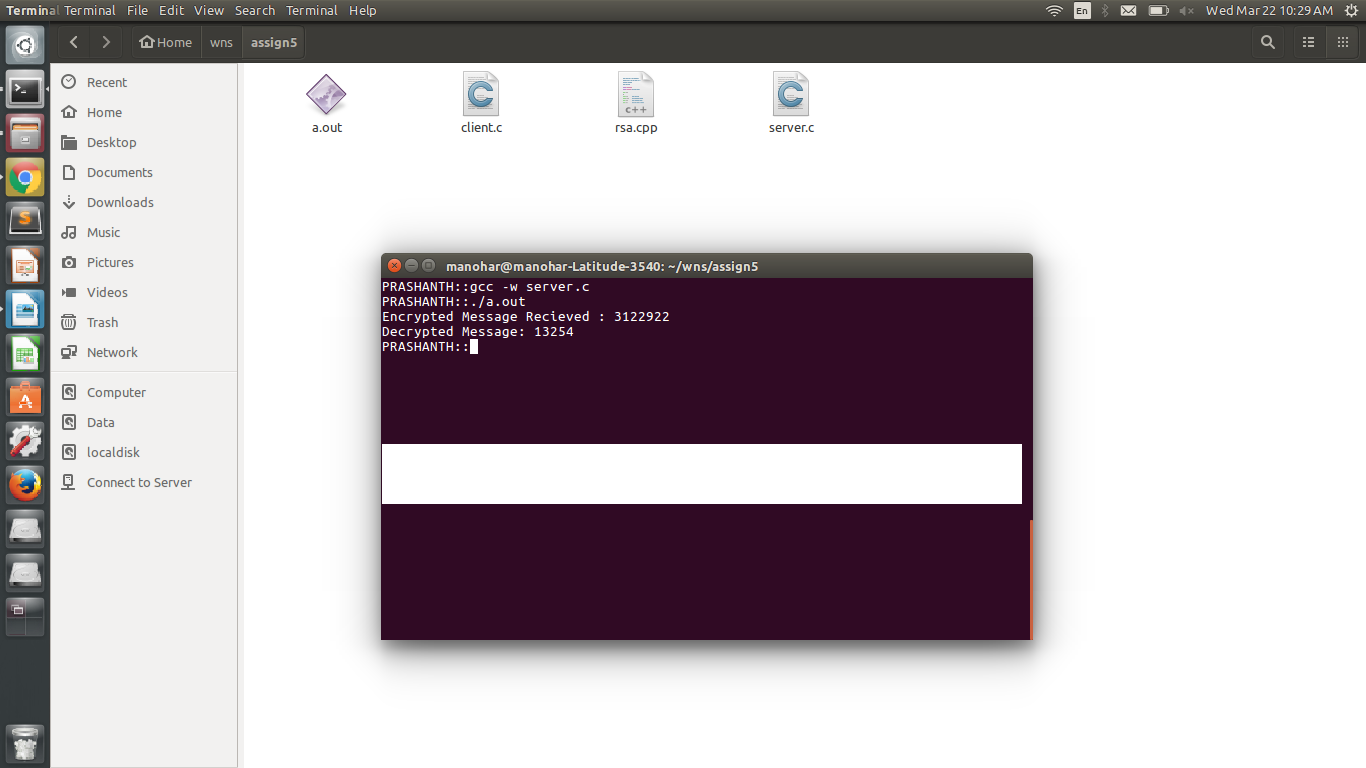 Terminal Terminal File Edit View Search Terminal Help
En
Wed Mar 22 10:29 AM
Home wns assign5
Recent
Home
Desktop
Documents
Downloads
Music
Pictures
Videos
Trash
Network
Computer
Data
localdisk
Connect to Server
a.out client.c rsa.cpp server.c
manohar@manohar-Latitude-3540: ~/wns/assign5
PRASHANTH::gcc -w server.c
PRASHANTH::./a.out
Encrypted Message Recieved : 3122922
Decrypted Message: 13254
PRASHANTH::